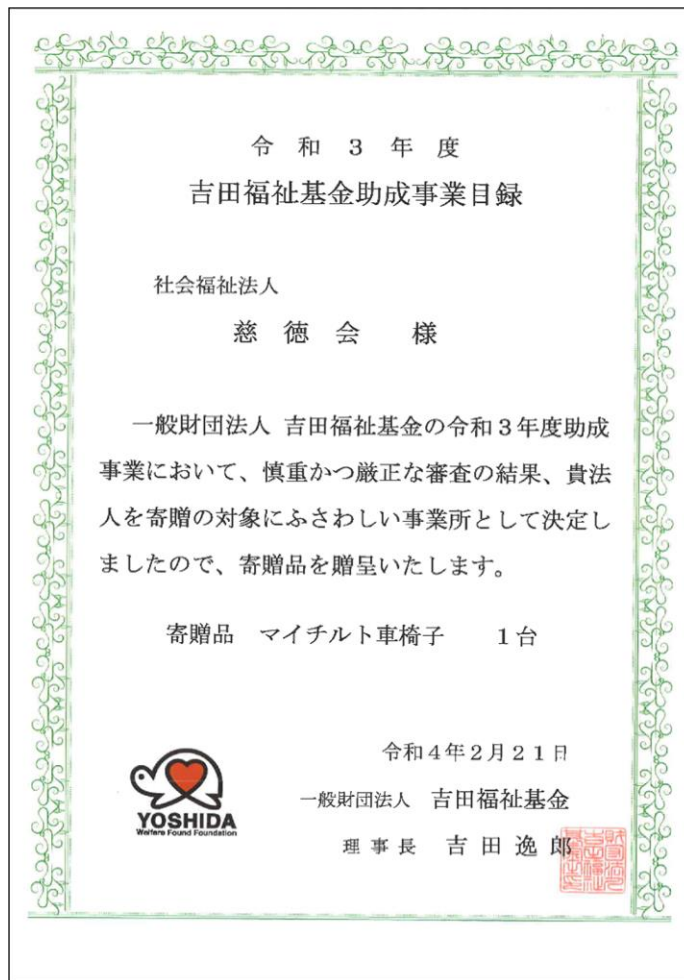 令和３年度
吉田福祉基金助成事業目録
社会福祉法人
慈徳会　様
一般財団法人 吉田福祉基金の令和３年度助成
事業において、慎重かつ厳正な審査の結果、貴法
人を寄贈の対象にふさわしい事業所として決定し
ましたので、寄贈品を贈呈いたします。
寄贈品　マイチルト車椅子　　１台
令和４年２月２１日
一般財団法人　吉田福祉基金
理事長　吉田逸郎
YOSHIDA
Welfare Found Foundation